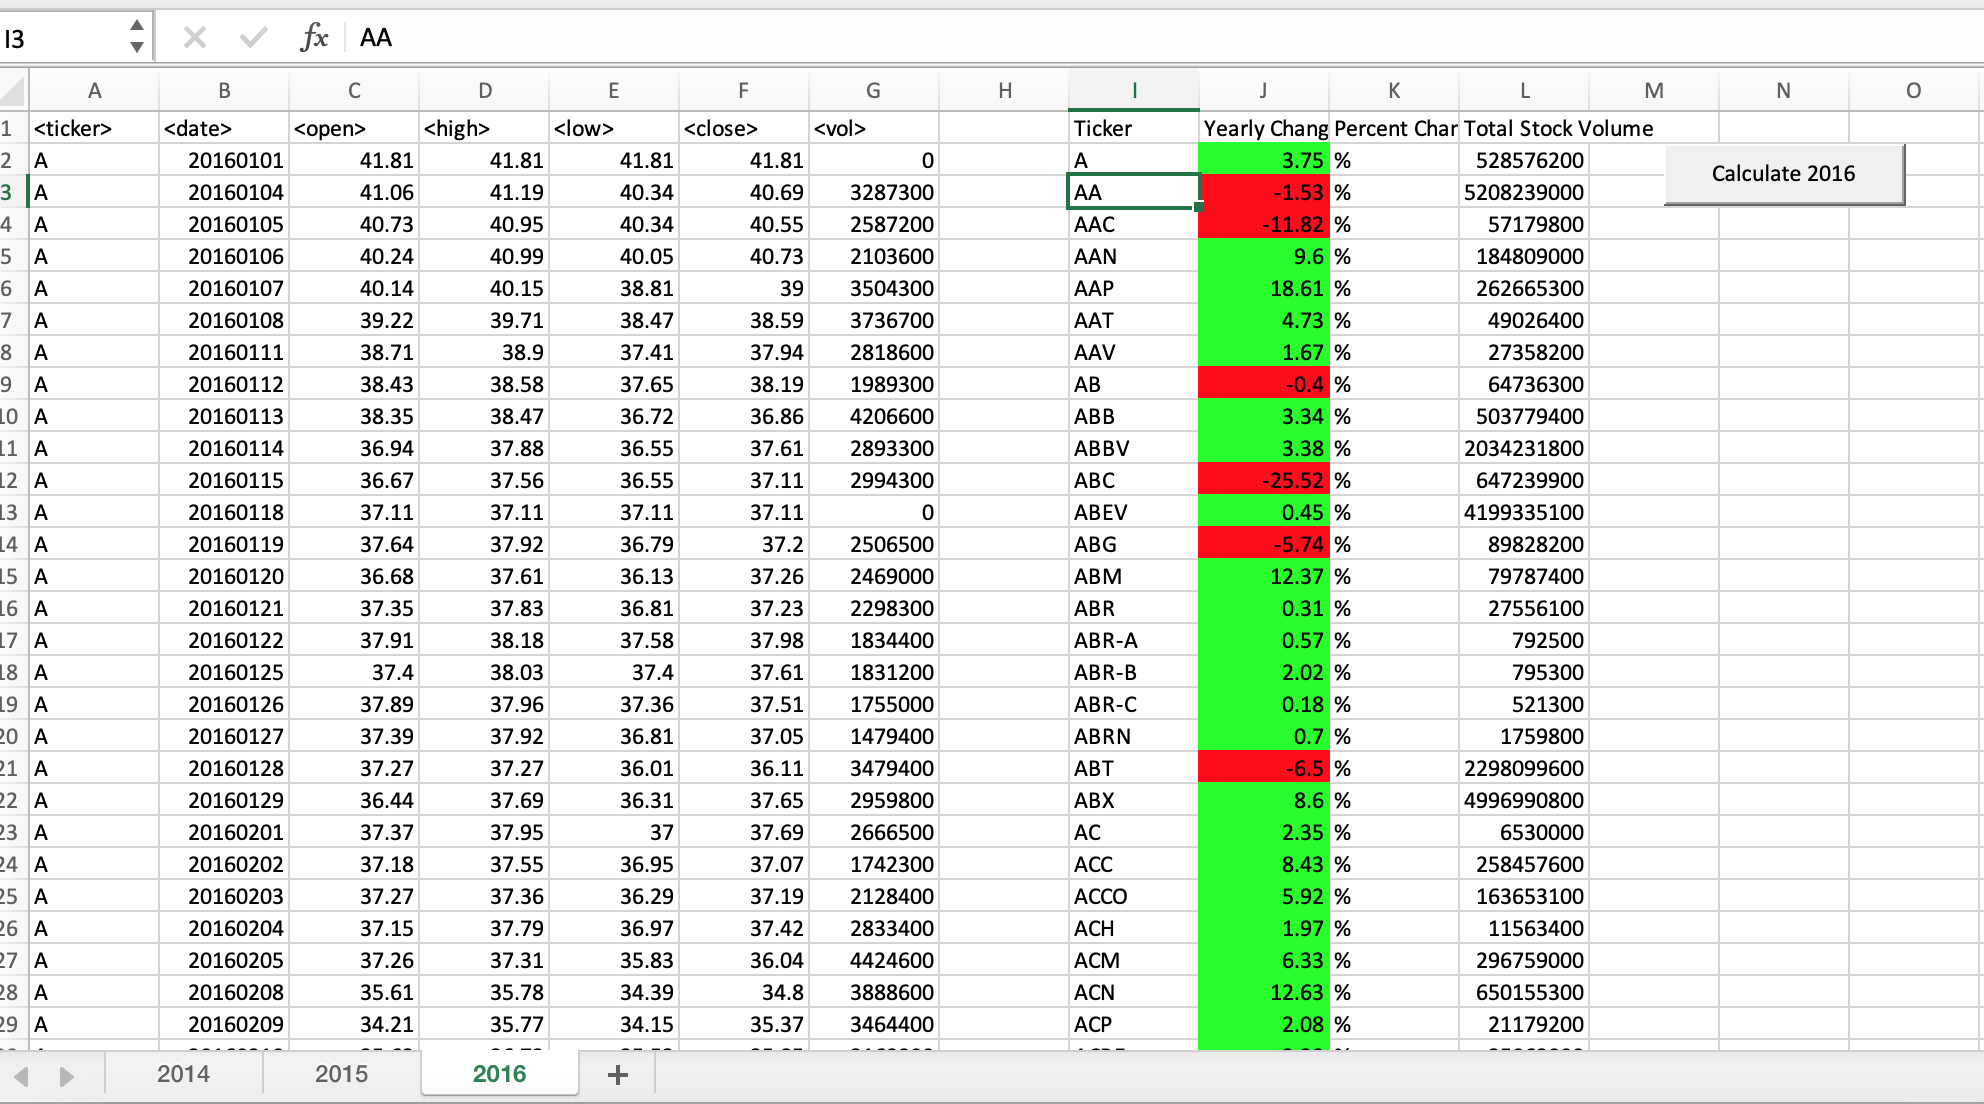 I3 fx AA
A B C D E F G H I J K L M N O
1 <ticker> <date> <open> <high> <low> <close> <vol> Ticker Yearly Chang Percent Char Total Stock Volume
2 A 20160101 41.81 41.81 41.81 41.81 0 A 3.75 % 528576200
Calculate 2016
3 A 20160104 41.06 41.19 40.34 40.69 3287300 AA -1.53 % 5208239000
4 A 20160105 40.73 40.95 40.34 40.55 2587200 AAC -11.82 % 57179800
5 A 20160106 40.24 40.99 40.05 40.73 2103600 AAN 9.6 % 184809000
6 A 20160107 40.14 40.15 38.81 39 3504300 AAP 18.61 % 262665300
7 A 20160108 39.22 39.71 38.47 38.59 3736700 AAT 4.73 % 49026400
8 A 20160111 38.71 38.9 37.41 37.94 2818600 AAV 1.67 % 27358200
9 A 20160112 38.43 38.58 37.65 38.19 1989300 AB -0.4 % 64736300
10 A 20160113 38.35 38.47 36.72 36.86 4206600 ABB 3.34 % 503779400
11 A 20160114 36.94 37.88 36.55 37.61 2893300 ABBV 3.38 % 2034231800
12 A 20160115 36.67 37.56 36.55 37.11 2994300 ABC -25.52 % 647239900
13 A 20160118 37.11 37.11 37.11 37.11 0 ABEV 0.45 % 4199335100
14 A 20160119 37.64 37.92 36.79 37.2 2506500 ABG -5.74 % 89828200
15 A 20160120 36.68 37.61 36.13 37.26 2469000 ABM 12.37 % 79787400
16 A 20160121 37.35 37.83 36.81 37.23 2298300 ABR 0.31 % 27556100
17 A 20160122 37.91 38.18 37.58 37.98 1834400 ABR-A 0.57 % 792500
18 A 20160125 37.4 38.03 37.4 37.61 1831200 ABR-B 2.02 % 795300
19 A 20160126 37.89 37.96 37.36 37.51 1755000 ABR-C 0.18 % 521300
20 A 20160127 37.39 37.92 36.81 37.05 1479400 ABRN 0.7 % 1759800
21 A 20160128 37.27 37.27 36.01 36.11 3479400 ABT -6.5 % 2298099600
22 A 20160129 36.44 37.69 36.31 37.65 2959800 ABX 8.6 % 4996990800
23 A 20160201 37.37 37.95 37 37.69 2666500 AC 2.35 % 6530000
24 A 20160202 37.18 37.55 36.95 37.07 1742300 ACC 8.43 % 258457600
25 A 20160203 37.27 37.36 36.29 37.19 2128400 ACCO 5.92 % 163653100
26 A 20160204 37.15 37.79 36.97 37.42 2833400 ACH 1.97 % 11563400
27 A 20160205 37.26 37.31 35.83 36.04 4424600 ACM 6.33 % 296759000
28 A 20160208 35.61 35.78 34.39 34.8 3888600 ACN 12.63 % 650155300
29 A 20160209 34.21 35.77 34.15 35.37 3464400 ACP 2.08 % 21179200
2014 2015 2016 +